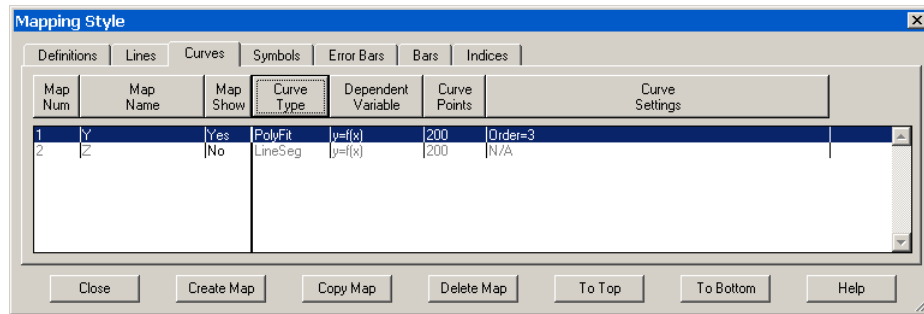 Mapping Style
Definitions Lines Curves Symbols Error Bars Bars Indices
Map Num Map Name Map Show Curve Type Dependent Variable Curve Points Curve Settings
1 Y Yes PolyFit y=f(x) 200 Order=3
2 Z No LineSeg y=f(x) 200 N/A
Close Create Map Copy Map Delete Map To Top To Bottom Help